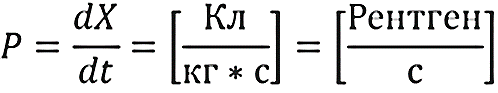 P = dX/dt = [Кл/кг * с] = [Рентген/с]